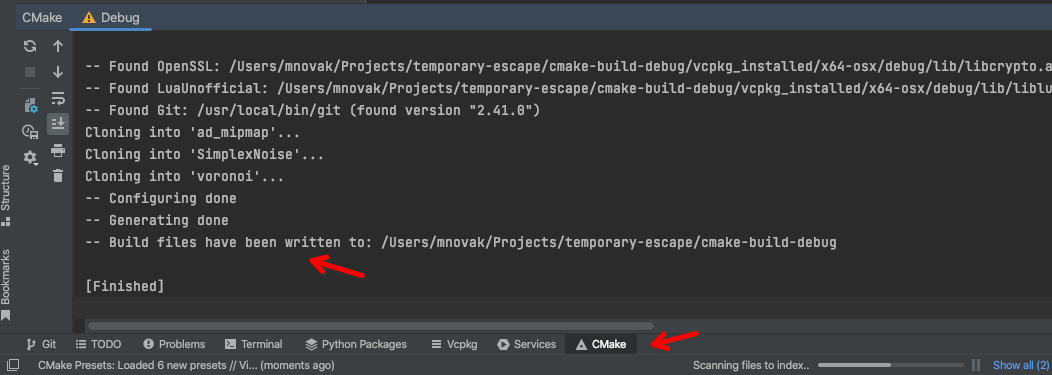 CMake Debug
-- Found OpenSSL: /Users/mnovak/Projects/temporary-escape/cmake-build-debug/vcpkg_installed/x64-osx/debug/lib/libcrypto.a
-- Found LuaUnofficial: /Users/mnovak/Projects/temporary-escape/cmake-build-debug/vcpkg_installed/x64-osx/debug/lib/liblu
-- Found Git: /usr/local/bin/git (found version "2.41.0")
Cloning into 'ad_mipmap'...
Cloning into 'SimplexNoise'...
Cloning into 'voronoi'...
-- Configuring done
-- Generating done
-- Build files have been written to: /Users/mnovak/Projects/temporary-escape/cmake-build-debug
[Finished]
Structure
Bookmarks
Git TODO Problems Terminal Python Packages Vcpkg Services CMake
CMake Presets: Loaded 6 new presets // Vi... (moments ago) Scanning files to index.. Show all (2)